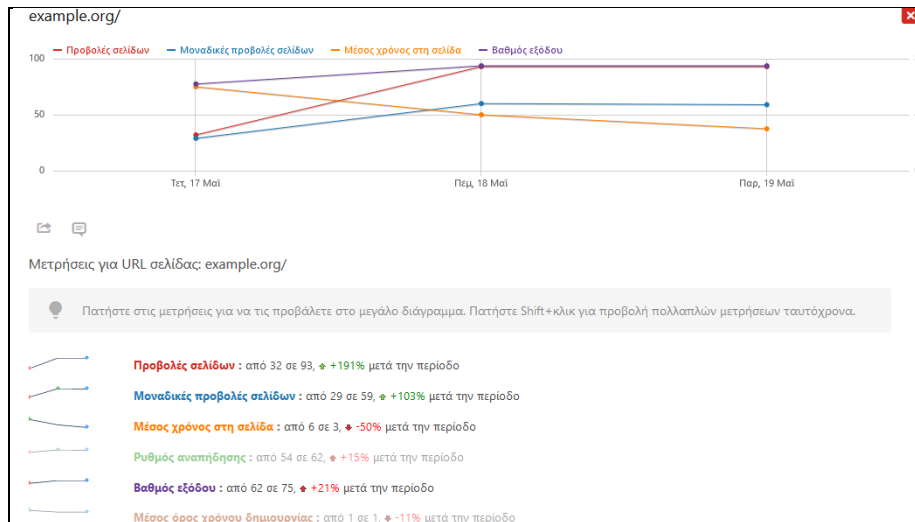 example.org/
Προβολές σελίδων Μοναδικές προβολές σελίδων Μέσος χρόνος στη σελίδα Βαθμός εξόδου
100
50
0
Τετ, 17 Μαΐ Πεμ, 18 Μαΐ Παρ, 19 Μαΐ
Μετρήσεις για URL σελίδας: example.org/
Πατήστε στις μετρήσεις για να τις προβάλετε στο μεγάλο διάγραμμα. Πατήστε Shift+κλικ για προβολή πολλαπλών μετρήσεων ταυτόχρονα.
Προβολές σελίδων : από 32 σε 93, +191% μετά την περίοδο
Μοναδικές προβολές σελίδων : από 29 σε 59, +103% μετά την περίοδο
Μέσος χρόνος στη σελίδα : από 6 σε 3, -50% μετά την περίοδο
Ρυθμός αναπήδησης : από 54 σε 62, +15% μετά την περίοδο
Βαθμός εξόδου : από 62 σε 75, +21% μετά την περίοδο
Μέσος όρος χρόνου δημιουργίας : από 1 σε 1, -11% μετά την περίοδο